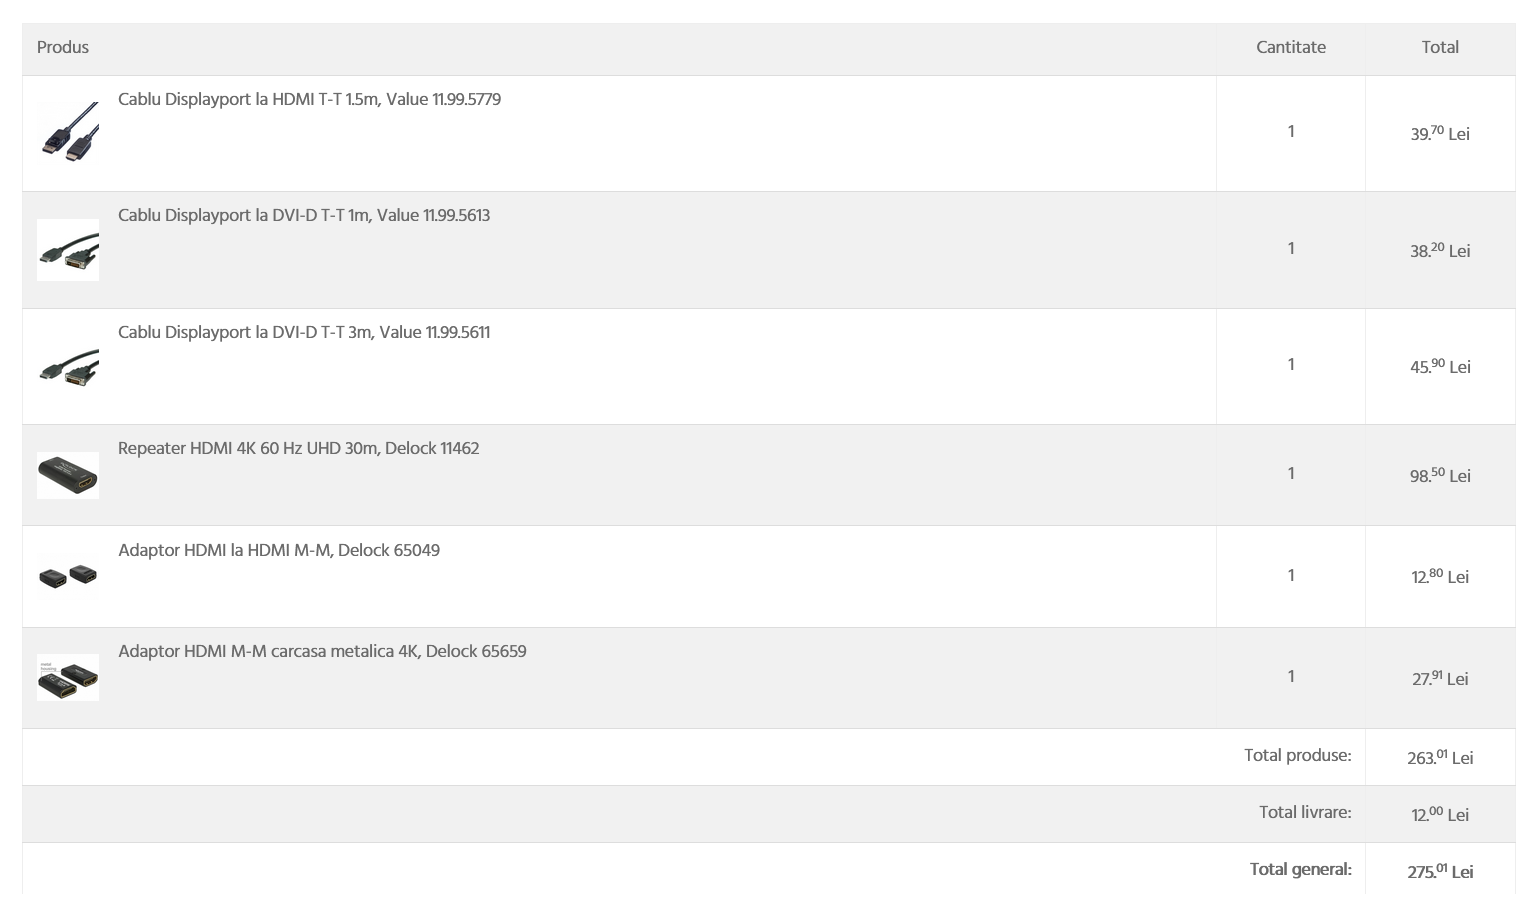 Produs Cantitate Total
Cablu Displayport la HDMI T-T 1.5m, Value 11.99.5779
1 39.70 Lei
Cablu Displayport la DVI-D T-T 1m, Value 11.99.5613
1 38.20 Lei
Cablu Displayport la DVI-D T-T 3m, Value 11.99.5611
1 45.90 Lei
Repeater HDMI 4K 60 Hz UHD 30m, Delock 11462
1 98.50 Lei
Adaptor HDMI la HDMI M-M, Delock 65049
1 12.80 Lei
Adaptor HDMI M-M carcasa metalica 4K, Delock 65659
metal
housing
1 27.91 Lei
Total produse: 263.01 Lei
Total livrare: 12.00 Lei
Total general: 275.01 Lei